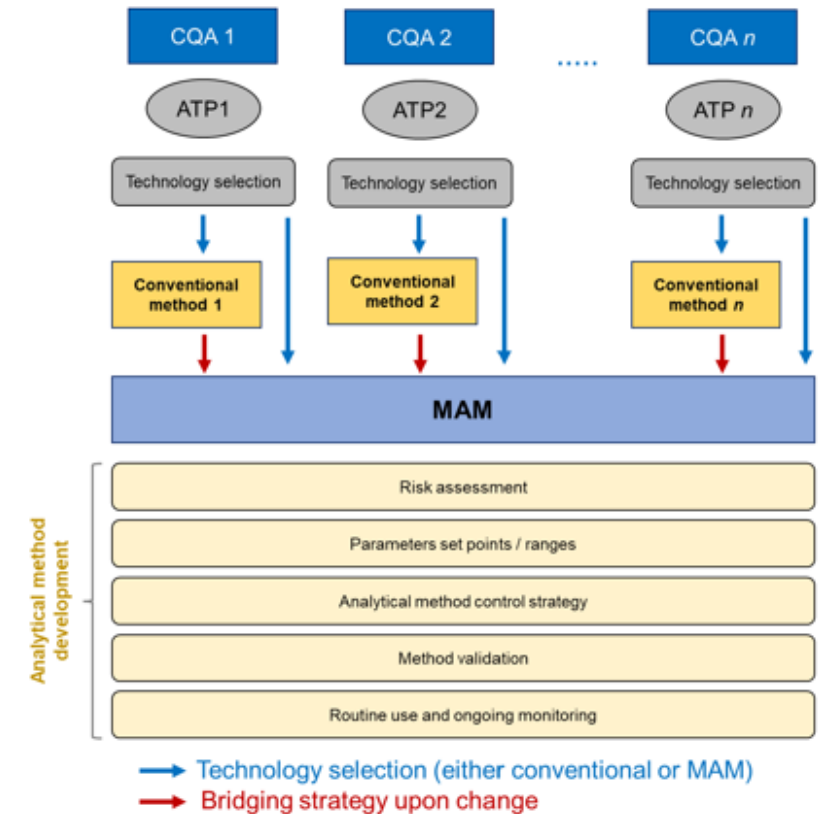 CQA 1
CQA 2
.....
CQA n
ATP1
ATP2
ATP n
Technology selection
Technology selection
Technology selection
Conventional
method 1
Conventional
method 2
Conventional
method n
MAM
Analytical method
development
Risk assessment
Parameters set points / ranges
Analytical method control strategy
Method validation
Routine use and ongoing monitoring
Technology selection (either conventional or MAM)
Bridging strategy upon change